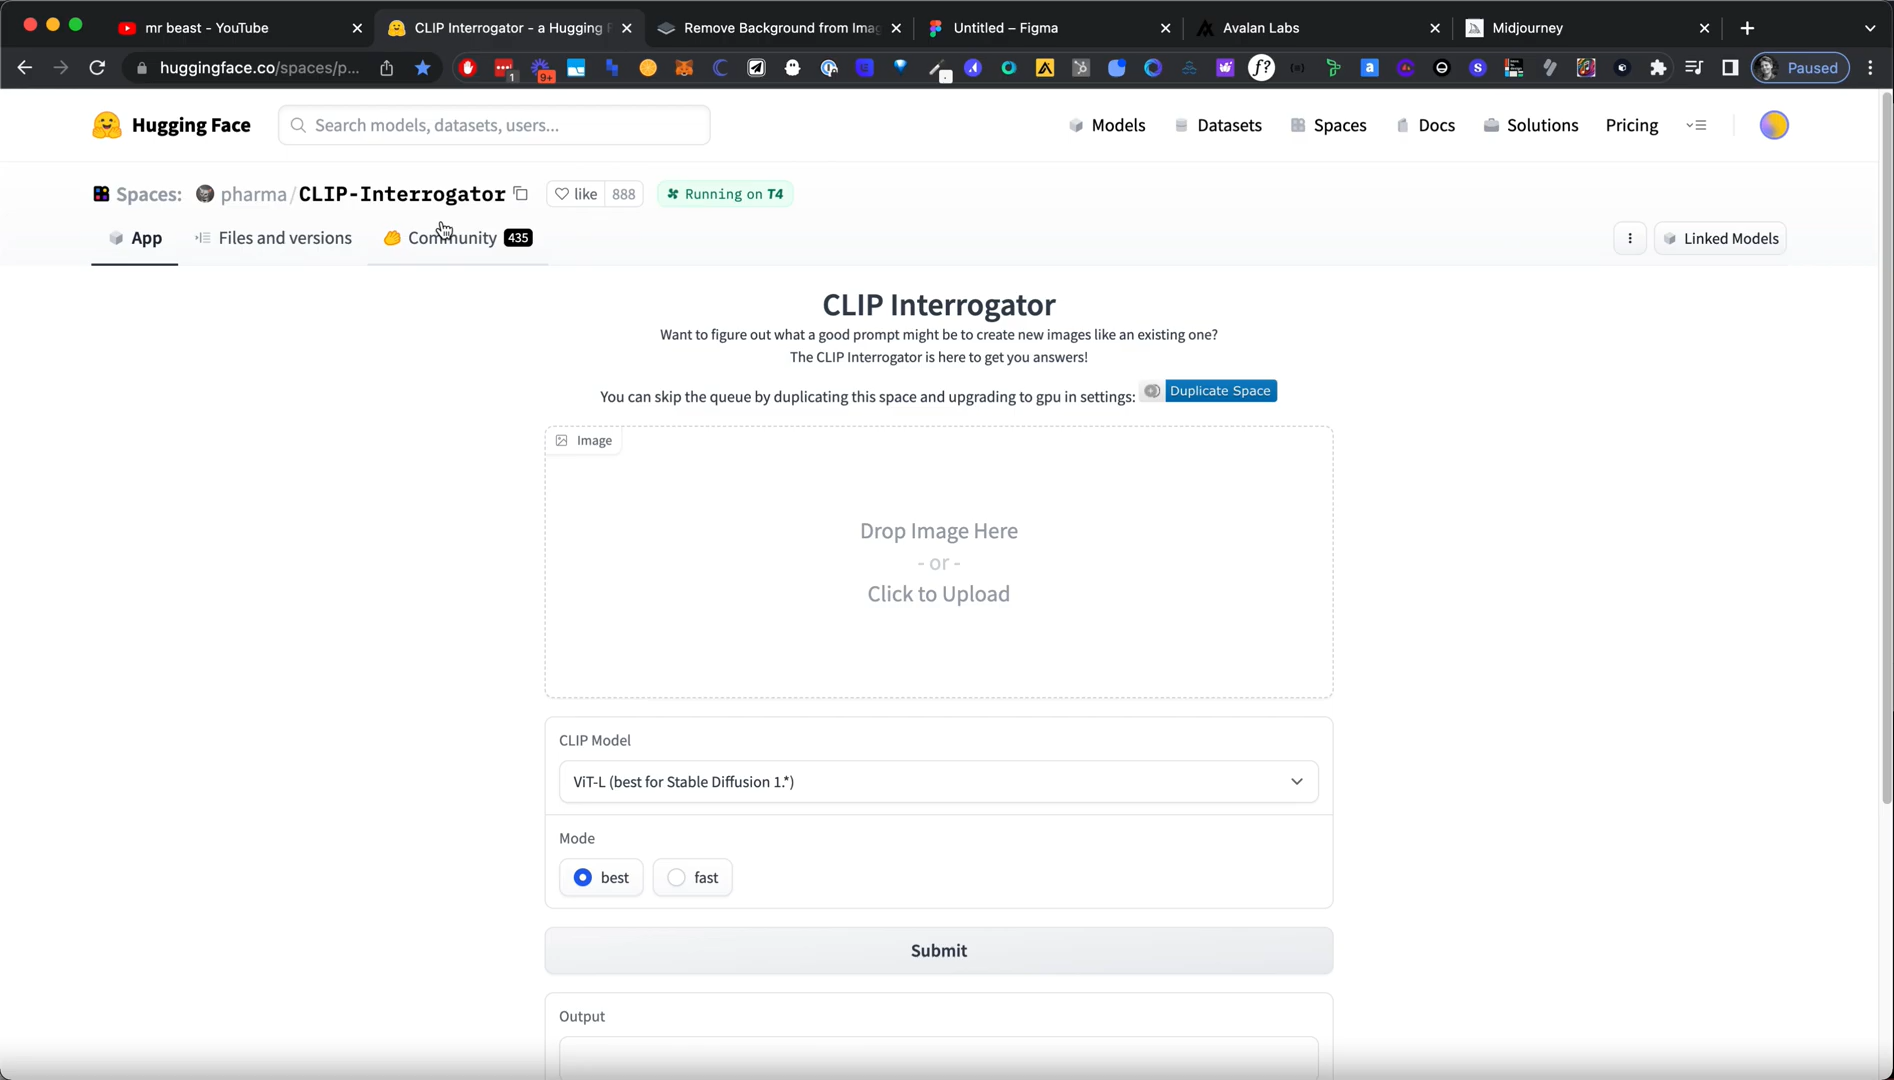 mr beast - YouTube
CLIP Interrogator - a Hugging F
Remove Background from Imag
Untitled – Figma
Avalan Labs
Midjourney
huggingface.co/spaces/p...
1
9+
f?
a
S
Paused
Hugging Face
Search models, datasets, users...
Models
Datasets
Spaces
Docs
Solutions
Pricing
Spaces:
pharma/CLIP-Interrogator
like
888
Running on T4
App
Files and versions
Community
435
Linked Models
CLIP Interrogator
Want to figure out what a good prompt might be to create new images like an existing one?
The CLIP Interrogator is here to get you answers!
You can skip the queue by duplicating this space and upgrading to gpu in settings:
Duplicate Space
Image
Drop Image Here
- or -
Click to Upload
CLIP Model
ViT-L (best for Stable Diffusion 1.*)
Mode
best
fast
Submit
Output